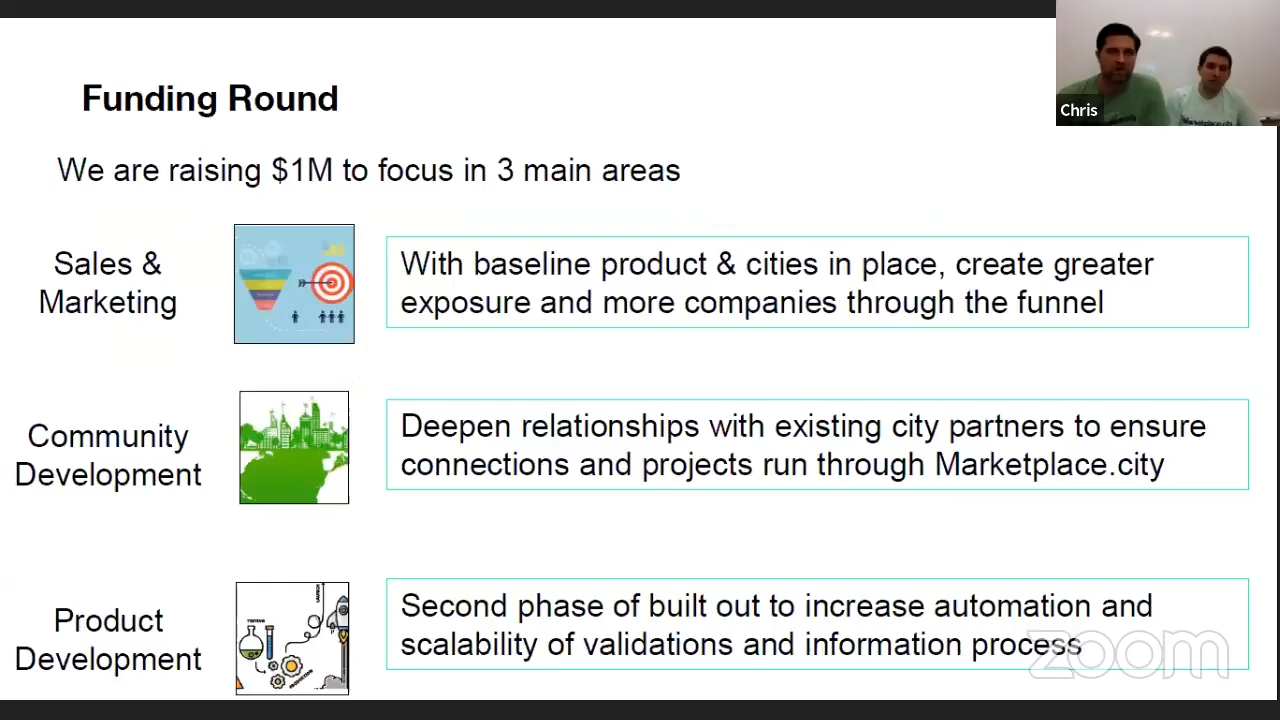 Funding Round
Chris
We are raising $1M to focus in 3 main areas
Sales &
Marketing
With baseline product & cities in place, create greater
exposure and more companies through the funnel
Community
Development
Deepen relationships with existing city partners to ensure
connections and projects run through Marketplace.city
Product
Development
Second phase of built out to increase automation and
scalability of validations and information process
zoom